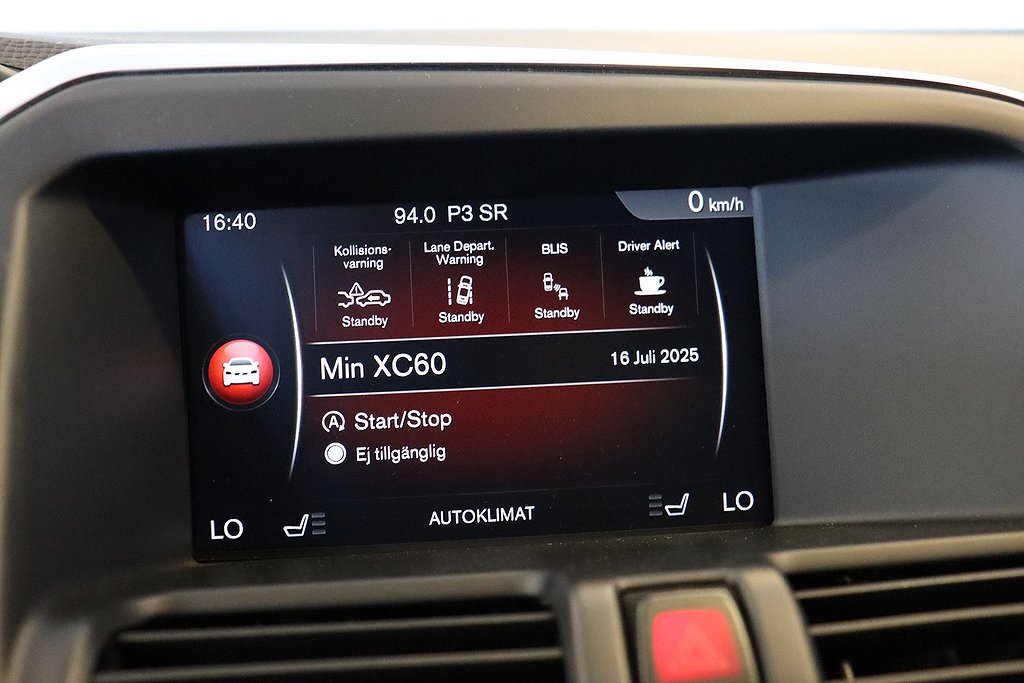 16:40
94.0 P3 SR
0 km/h
Kollisions-
varning
Standby
Lane Depart.
Warning
Standby
BLIS
Standby
Driver Alert
Standby
Min XC60
16 Juli 2025
A Start/Stop
Ej tillgänglig
LO
AUTOKLIMAT
LO